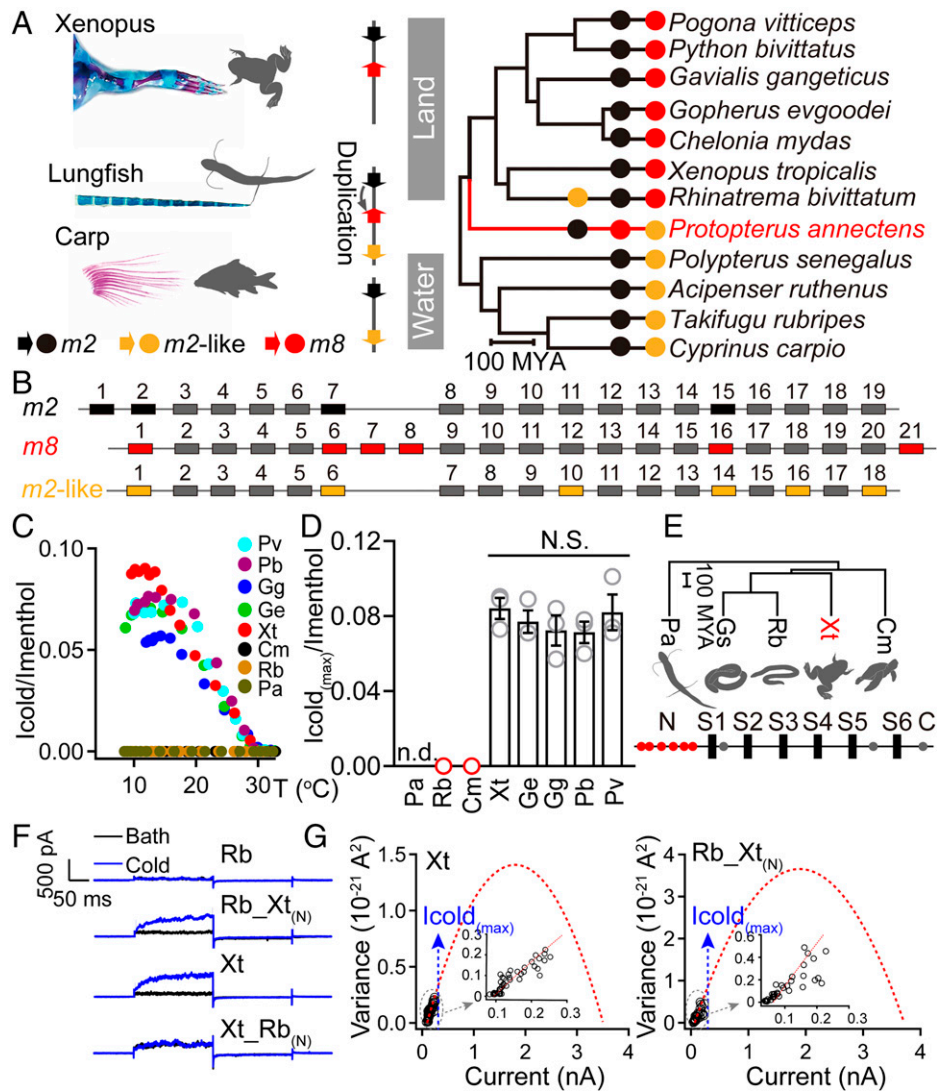 A
Xenopus
Lungfish
Carp
m2
m2-like
m8
Duplication
Land
Water
100 MYA
Pogona vitticeps
Python bivittatus
Gavialis gangeticus
Gopherus evgoodei
Chelonia mydas
Xenopus tropicalis
Rhinatrema bivittatum
Protopterus annectens
Polypterus senegalus
Acipenser ruthenus
Takifugu rubripes
Cyprinus carpio
B
1 2 3 4 5 6 7 8 9 10 11 12 13 14 15 16 17 18 19
m2
1 2 3 4 5 6 7 8 9 10 11 12 13 14 15 16 17 18 19 20 21
m8
1 2 3 4 5 6 7 8 9 10 11 12 13 14 15 16 17 18
m2-like
C
Icold/Imenthol
0.10
0.05
0.00
10 20 30
T (°C)
Pv
Pb
Gg
Ge
Xt
Cm
Rb
Pa
D
Icold(max)/Imenthol
0.12
0.08
0.04
0.00
N.S.
n.d.
Pa Rb Cm Xt Ge Gg Pb Pv
E
100 MYA
Pa Gs Rb Xt Cm
N S1 S2 S3 S4 S5 S6 C
F
Bath
Cold
500 pA
50 ms
Rb
Rb_Xt(N)
Xt
Xt_Rb(N)
G
Xt
Variance (10⁻²¹ A²)
1.5
1.0
0.5
0.0
Icold(max)
0.3
0.2
0.1
0
0.1 0.3
0 1 2 3 4
Current (nA)
Rb_Xt(N)
Variance (10⁻²¹ A²)
4
3
2
1
0
Icold(max)
0.6
0.4
0.2
0
0.1 0.2 0.3
0 1 2 3 4
Current (nA)